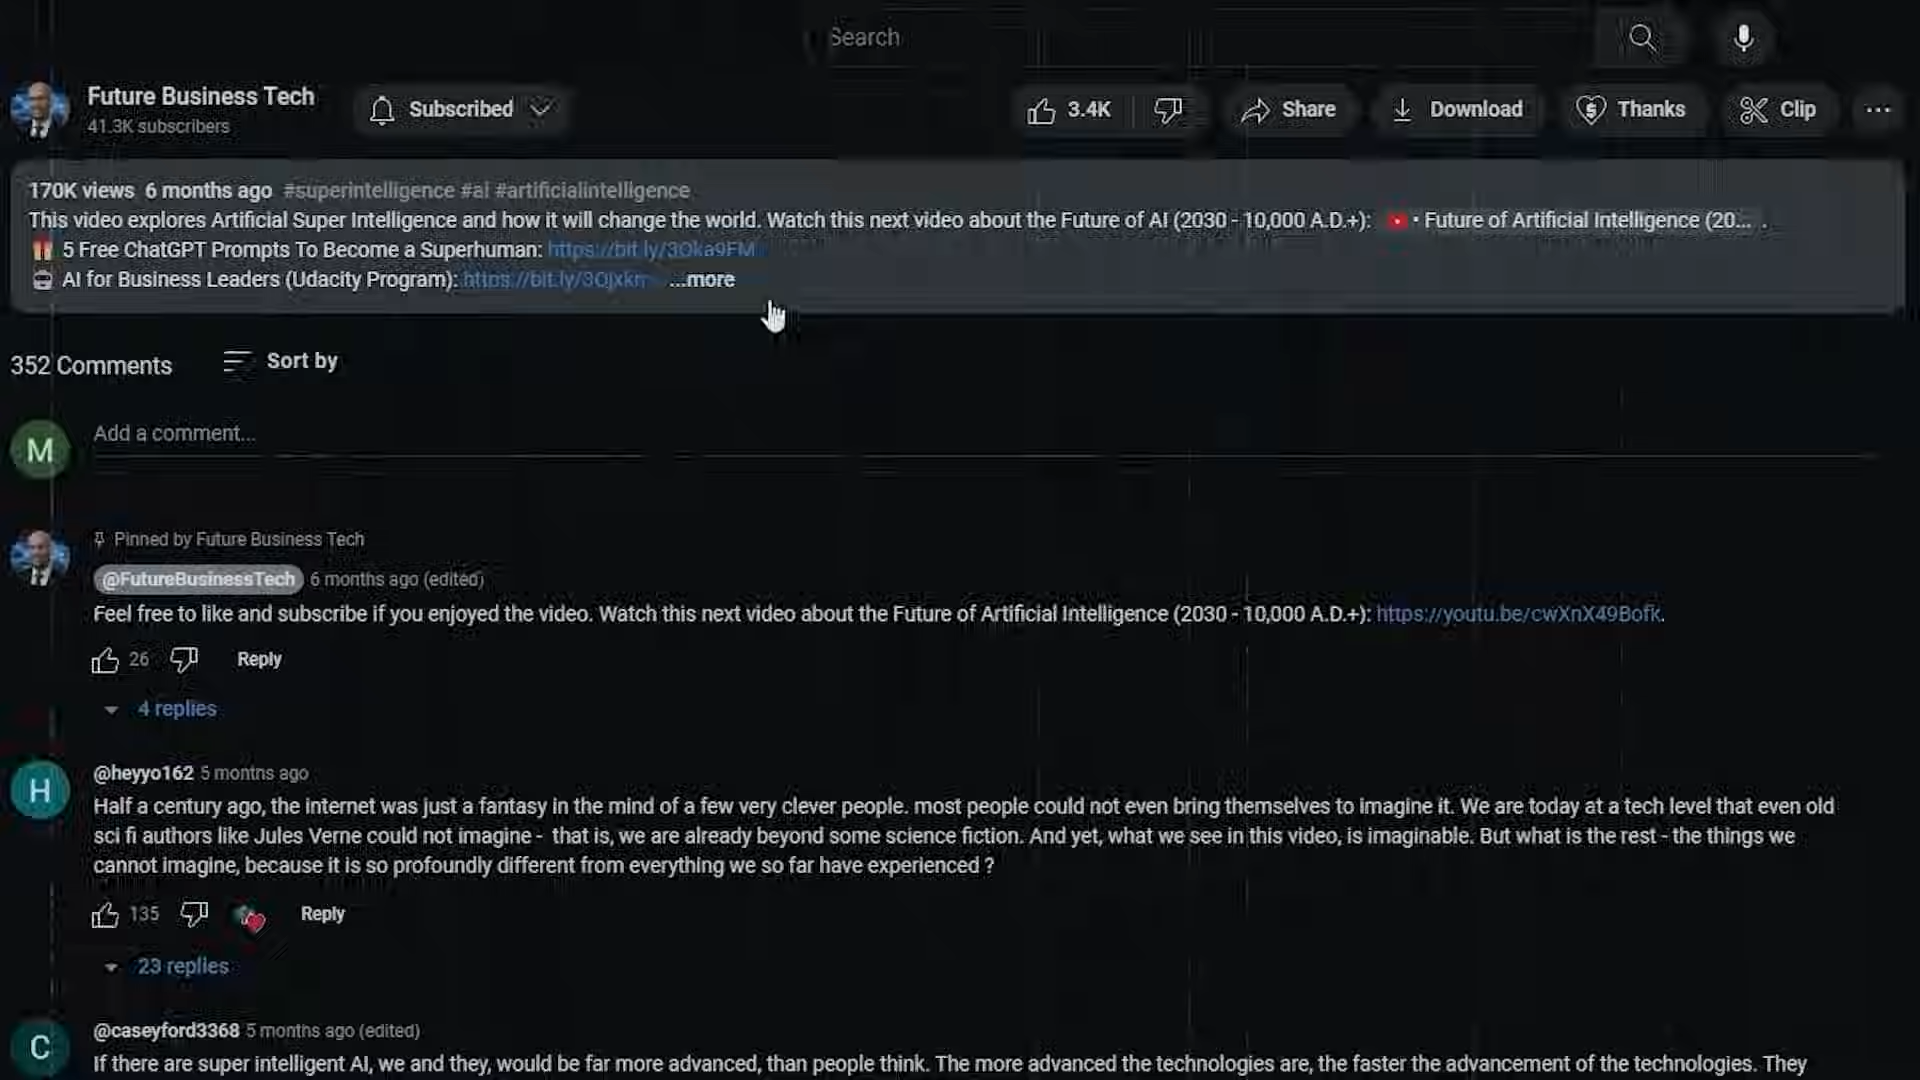 Search
Future Business Tech
41.3K subscribers
Subscribed
3.4K
Share
Download
Thanks
Clip
170K views 6 months ago #superintelligence #ai #artificialintelligence
This video explores Artificial Super Intelligence and how it will change the world. Watch this next video about the Future of AI (2030 - 10,000 A.D.+): • Future of Artificial Intelligence (20... .
5 Free ChatGPT Prompts To Become a Superhuman: https://bit.ly/3Oka9FM
AI for Business Leaders (Udacity Program): ...more
352 Comments
Sort by
M
Add a comment...
Pinned by Future Business Tech
@FutureBusinessTech 6 months ago (edited)
Feel free to like and subscribe if you enjoyed the video. Watch this next video about the Future of Artificial Intelligence (2030 - 10,000 A.D.+): https://youtu.be/cwXnX49Bofk.
26
Reply
4 replies
H
@heyyo162 5 months ago
Half a century ago, the internet was just a fantasy in the mind of a few very clever people. most people could not even bring themselves to imagine it. We are today at a tech level that even old
sci fi authors like Jules Verne could not imagine - that is, we are already beyond some science fiction. And yet, what we see in this video, is imaginable. But what is the rest - the things we
cannot imagine, because it is so profoundly different from everything we so far have experienced ?
135
Reply
23 replies
C
@caseyford3368 5 months ago (edited)
If there are super intelligent AI, we and they, would be far more advanced, than people think. The more advanced the technologies are, the faster the advancement of the technologies. They